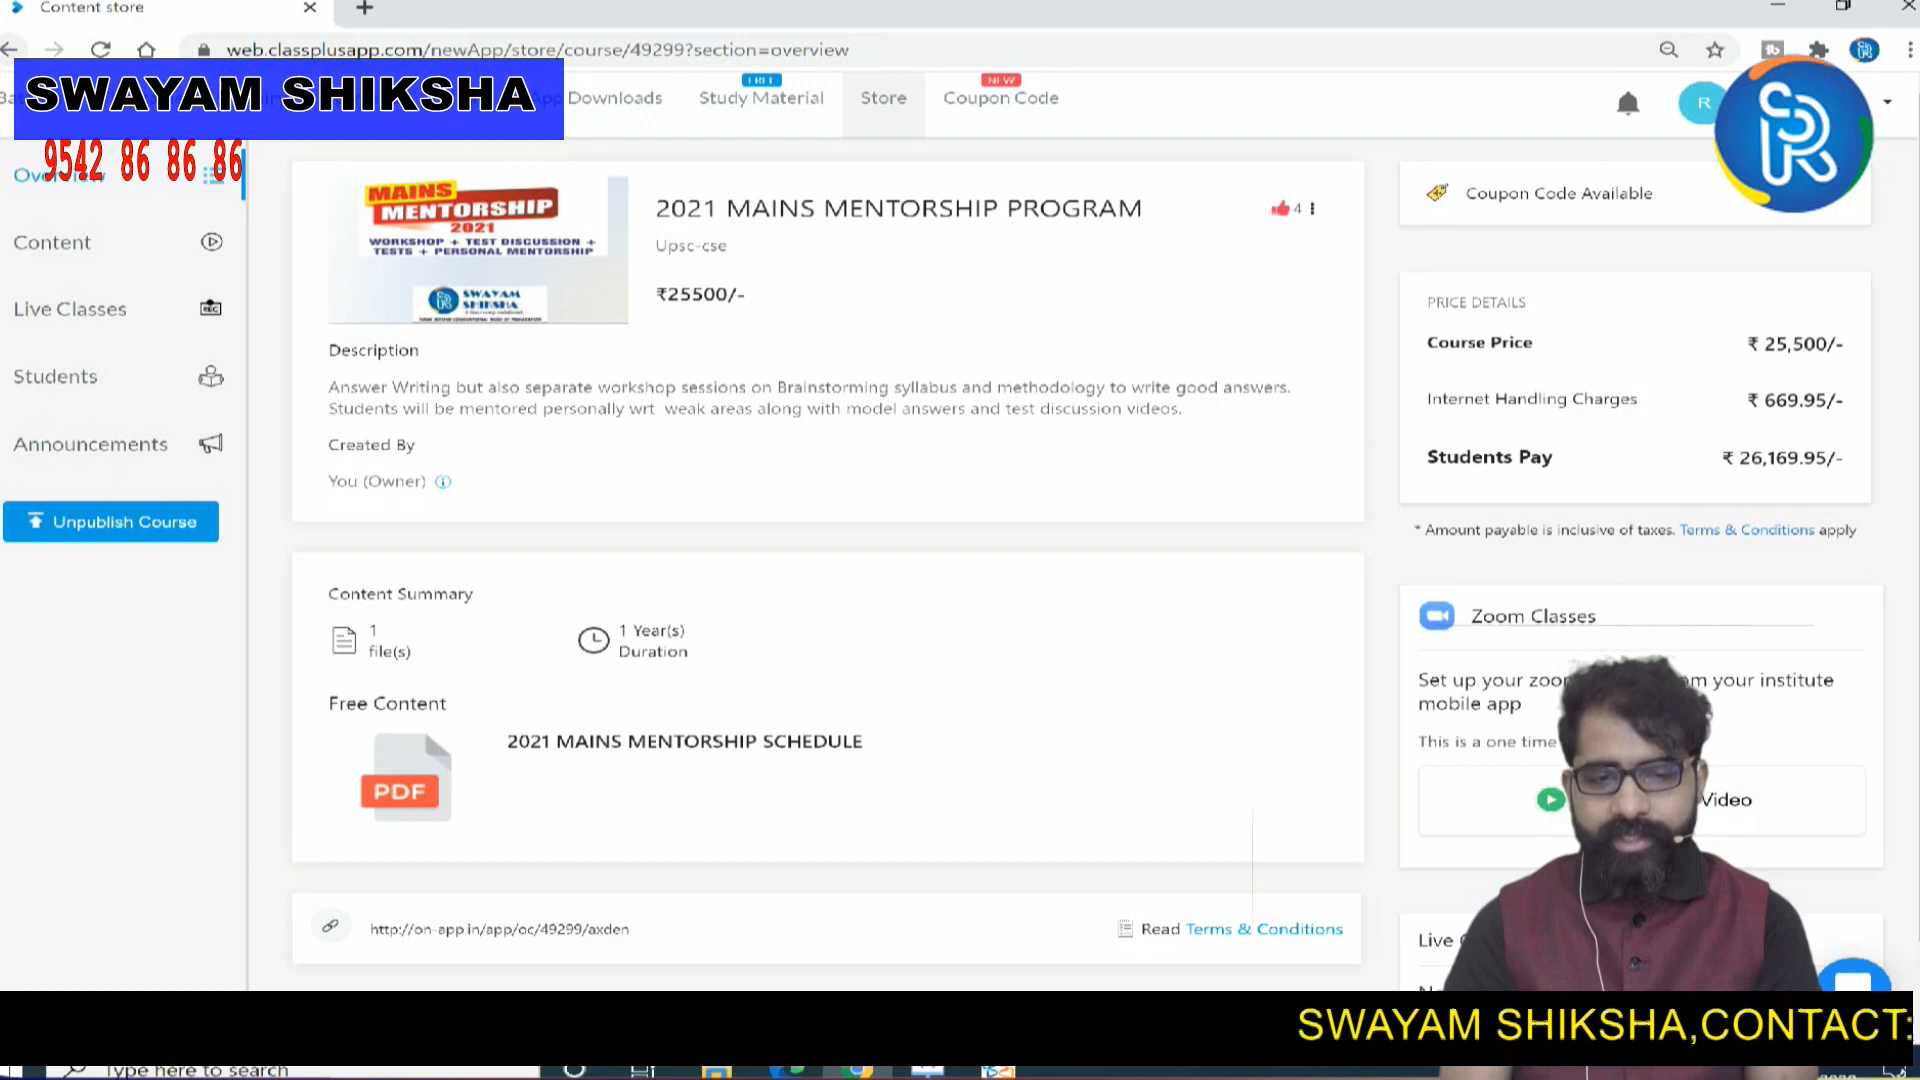 Content store
web.classplusapp.com/newApp/store/course/49299?section=overview
SWAYAM SHIKSHA
9542 86 86 86
Downloads
FREE
Study Material
Store
NEW
Coupon Code
R
Overview
Content
Live Classes
REC
Students
Announcements
Unpublish Course
MAINS
MENTORSHIP
2021
WORKSHOP + TEST DISCUSSION +
TESTS + PERSONAL MENTORSHIP
SWAYAM
SHIKSHA
2021 MAINS MENTORSHIP PROGRAM
4
Upsc-cse
₹25500/-
Description
Answer Writing but also separate workshop sessions on Brainstorming syllabus and methodology to write good answers.
Students will be mentored personally wrt weak areas along with model answers and test discussion videos.
Created By
You (Owner)
Content Summary
1
file(s)
1 Year(s)
Duration
Free Content
PDF
2021 MAINS MENTORSHIP SCHEDULE
http://on-app.in/app/oc/49299/axden
Read Terms & Conditions
Coupon Code Available
PRICE DETAILS
Course Price ₹ 25,500/-
Internet Handling Charges ₹ 669.95/-
Students Pay ₹ 26,169.95/-
* Amount payable is inclusive of taxes. Terms & Conditions apply
Zoom Classes
Set up your your institute
mobile app
This is a one time
Video
Live
SWAYAM SHIKSHA,CONTACT:
Type here to search